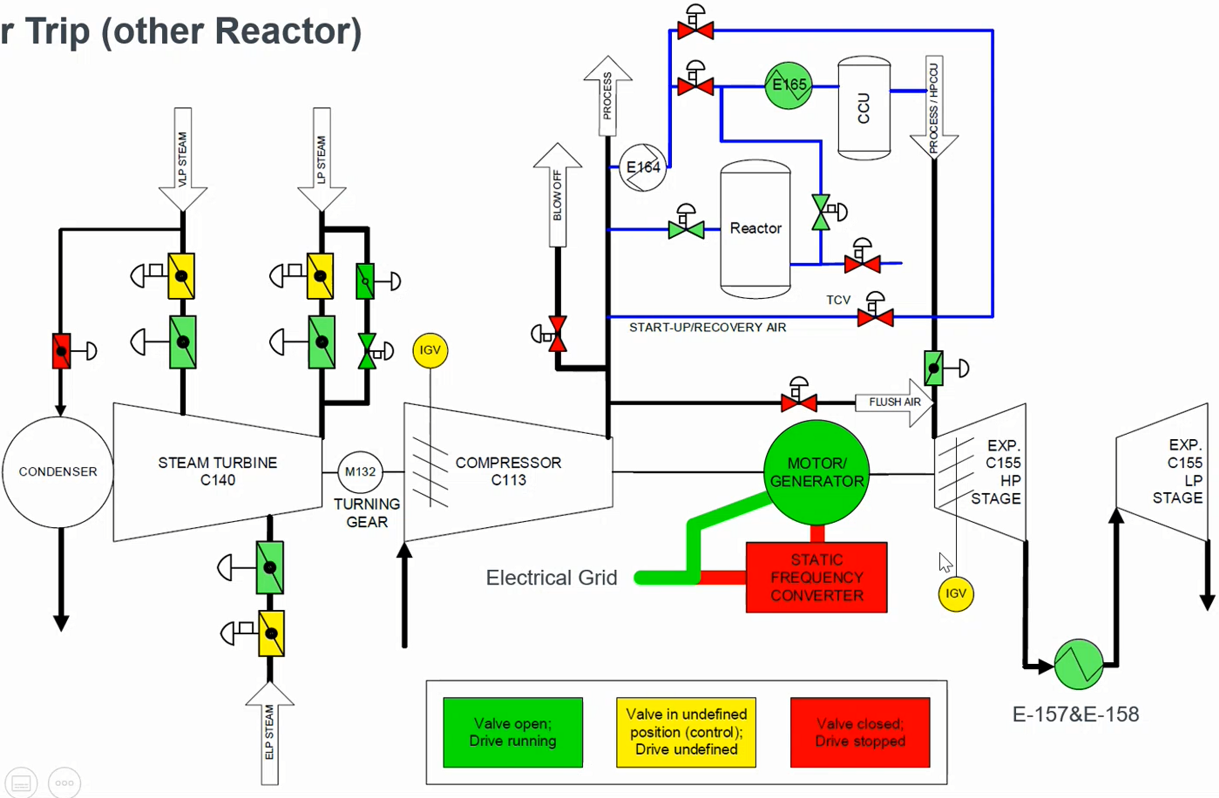 r Trip (other Reactor)
PROCESS
E165
CCU
PROCESS / HPCCU
VLP STEAM
LP STEAM
BLOW OFF
E164
Reactor
TCV
START-UP/RECOVERY AIR
IGV
FLUSH AIR
CONDENSER
STEAM TURBINE
C140
M132
TURNING
GEAR
COMPRESSOR
C113
MOTOR/
GENERATOR
EXP.
C155
HP
STAGE
EXP.
C155
LP
STAGE
Electrical Grid
STATIC
FREQUENCY
CONVERTER
IGV
ELP STEAM
E-157&E-158
Valve open;
Drive running
Valve in undefined
position (control);
Drive undefined
Valve closed;
Drive stopped